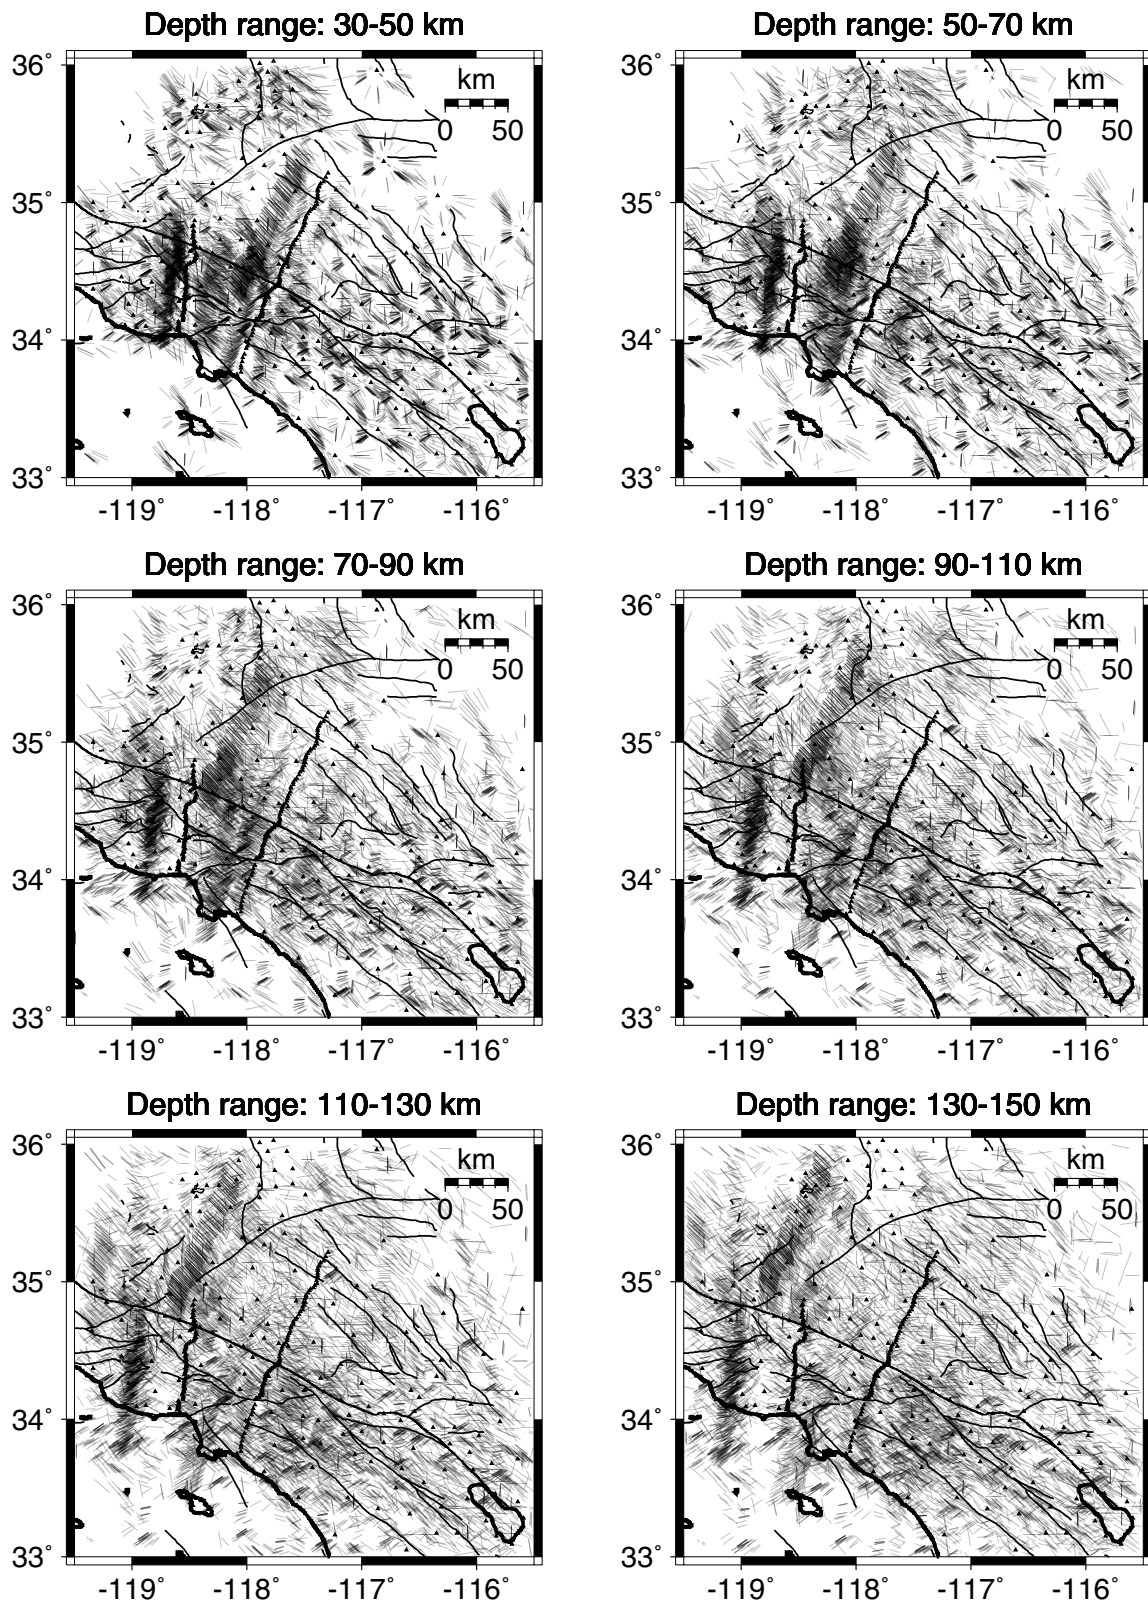 Depth range: 30-50 km
Depth range: 50-70 km
36˚
km
0 50
35˚
34˚
33˚
-119˚ -118˚ -117˚ -116˚
36˚
km
0 50
35˚
34˚
33˚
-119˚ -118˚ -117˚ -116˚
Depth range: 70-90 km
Depth range: 90-110 km
36˚
km
0 50
35˚
34˚
33˚
-119˚ -118˚ -117˚ -116˚
36˚
km
0 50
35˚
34˚
33˚
-119˚ -118˚ -117˚ -116˚
Depth range: 110-130 km
Depth range: 130-150 km
36˚
km
0 50
35˚
34˚
33˚
-119˚ -118˚ -117˚ -116˚
36˚
km
0 50
35˚
34˚
33˚
-119˚ -118˚ -117˚ -116˚